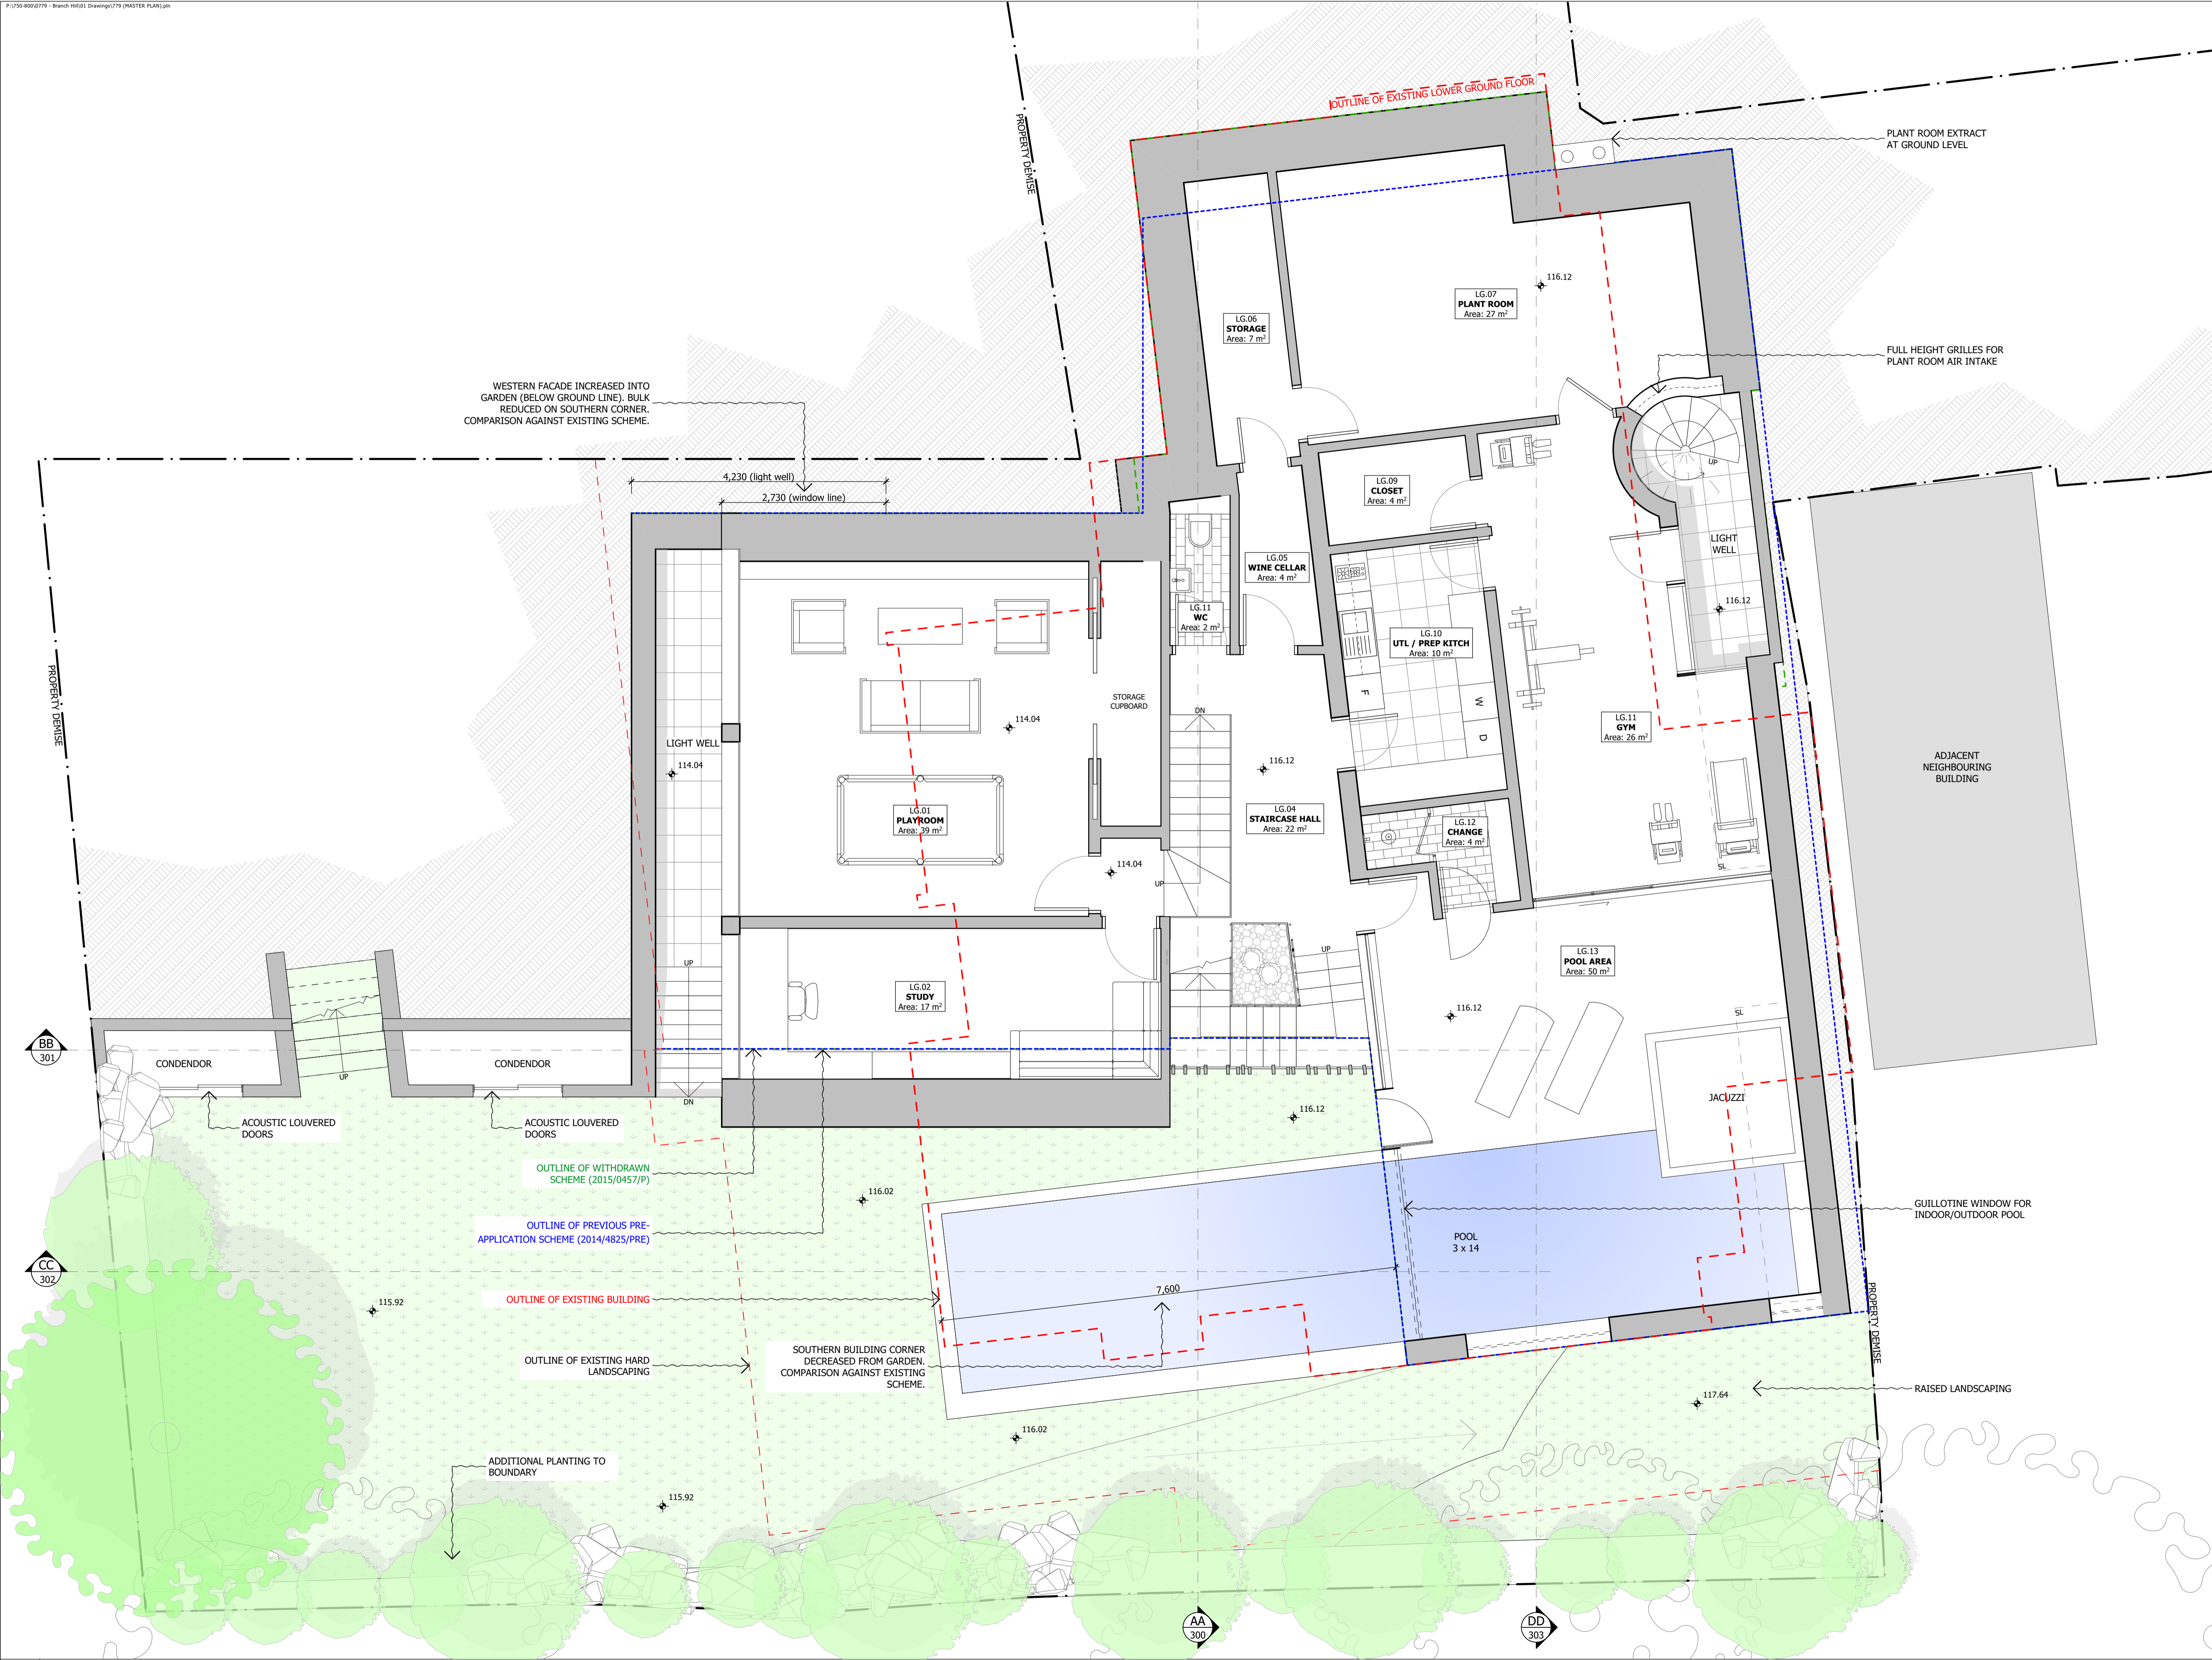 P:\750-800\0779 - Branch Hill\01 Drawings\779 (MASTER PLAN).pln
OUTLINE OF EXISTING LOWER GROUND FLOOR
PROPERTY DEMISE
PLANT ROOM EXTRACT
AT GROUND LEVEL
116.12
LG.07
PLANT ROOM
Area: 27 m²
LG.06
STORAGE
Area: 7 m²
FULL HEIGHT GRILLES FOR
PLANT ROOM AIR INTAKE
WESTERN FACADE INCREASED INTO
GARDEN (BELOW GROUND LINE). BULK
REDUCED ON SOUTHERN CORNER.
COMPARISON AGAINST EXISTING SCHEME.
4,230 (light well)
2,730 (window line)
UP
LG.09
CLOSET
Area: 4 m²
LIGHT
WELL
LG.05
WINE CELLAR
Area: 4 m²
116.12
LG.11
WC
Area: 2 m²
LG.10
UTL / PREP KITCH
Area: 10 m²
F
W
D
PROPERTY DEMISE
STORAGE
CUPBOARD
DN
LG.11
GYM
Area: 26 m²
114.04
LIGHT WELL
114.04
116.12
ADJACENT
NEIGHBOURING
BUILDING
LG.01
PLAYROOM
Area: 39 m²
LG.04
STAIRCASE HALL
Area: 22 m²
LG.12
CHANGE
Area: 4 m²
SL
114.04
UP
UP
UP
LG.13
POOL AREA
Area: 50 m²
LG.02
STUDY
Area: 17 m²
116.12
SL
BB
301
CONDENDOR
UP
CONDENDOR
DN
JACUZZI
116.12
ACOUSTIC LOUVERED
DOORS
ACOUSTIC LOUVERED
DOORS
OUTLINE OF WITHDRAWN
SCHEME (2015/0457/P)
116.02
GUILLOTINE WINDOW FOR
INDOOR/OUTDOOR POOL
OUTLINE OF PREVIOUS PRE-
APPLICATION SCHEME (2014/4825/PRE)
POOL
3 x 14
CC
302
7,600
OUTLINE OF EXISTING BUILDING
115.92
PROPERTY DEMISE
SOUTHERN BUILDING CORNER
DECREASED FROM GARDEN.
COMPARISON AGAINST EXISTING
SCHEME.
OUTLINE OF EXISTING HARD
LANDSCAPING
RAISED LANDSCAPING
117.64
116.02
ADDITIONAL PLANTING TO
BOUNDARY
115.92
AA
300
DD
303